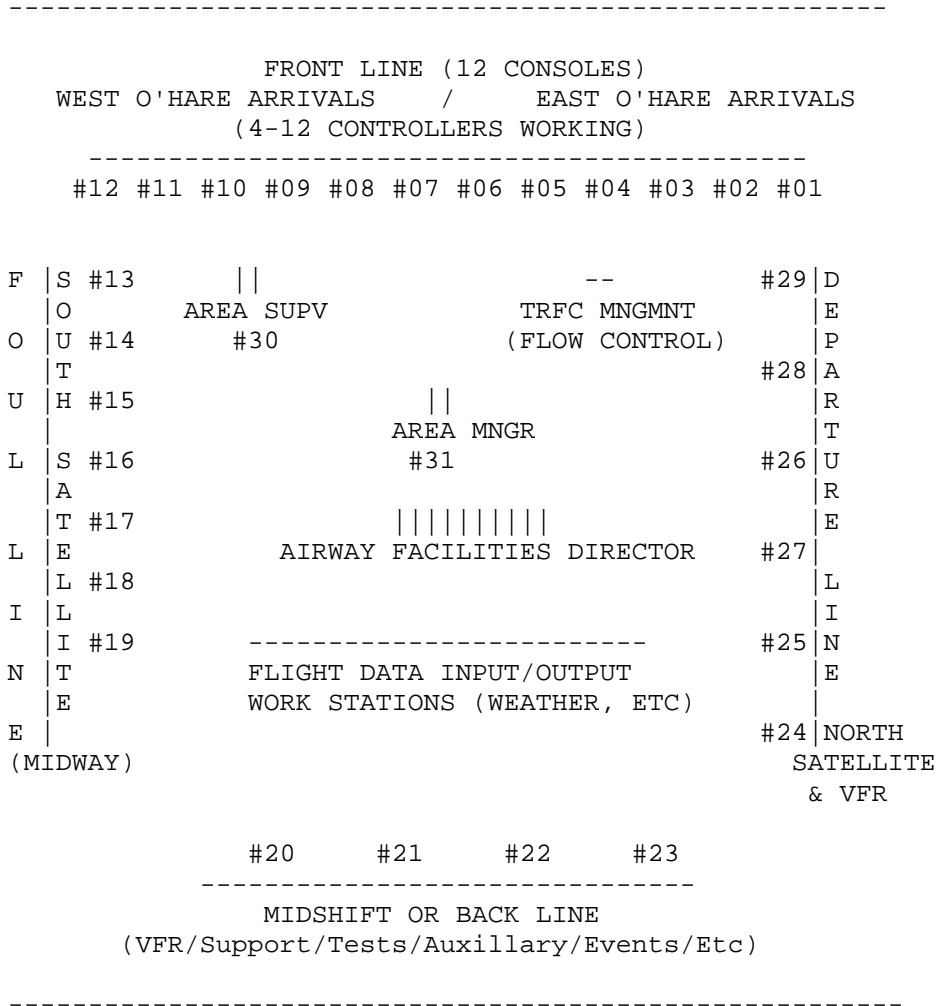 -------------------------------------------------------
FRONT LINE (12 CONSOLES)
WEST O'HARE ARRIVALS / EAST O'HARE ARRIVALS
(4-12 CONTROLLERS WORKING)
---------------------------------------------
#12 #11 #10 #09 #08 #07 #06 #05 #04 #03 #02 #01
F |S #13 || -- #29|D
|O AREA SUPV TRFC MNGMNT |E
O |U #14 #30 (FLOW CONTROL) |P
|T #28|A
U |H #15 || |R
| AREA MNGR |T
L |S #16 #31 #26|U
|A |R
|T #17 |||||||||| |E
L |E AIRWAY FACILITIES DIRECTOR #27|
|L #18 |L
I |L |I
|I #19 ------------------------- #25|N
N |T FLIGHT DATA INPUT/OUTPUT |E
|E WORK STATIONS (WEATHER, ETC) |
E | #24|NORTH
(MIDWAY) SATELLITE
& VFR
#20 #21 #22 #23
-------------------------------
MIDSHIFT OR BACK LINE
(VFR/Support/Tests/Auxillary/Events/Etc)
--------------------------------------------------------